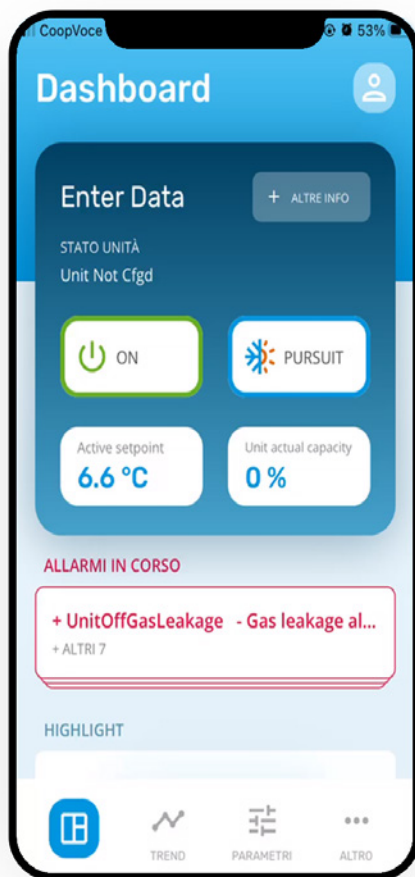 CoopVoce 53%
Dashboard
Enter Data + ALTRE INFO
STATO UNITÀ
Unit Not Cfgd
ON PURSUIT
Active setpoint Unit actual capacity
6.6 °C 0 %
ALLARMI IN CORSO
+ UnitOffGasLeakage - Gas leakage al...
+ ALTRI 7
HIGHLIGHT
TREND PARAMETRI ALTRO